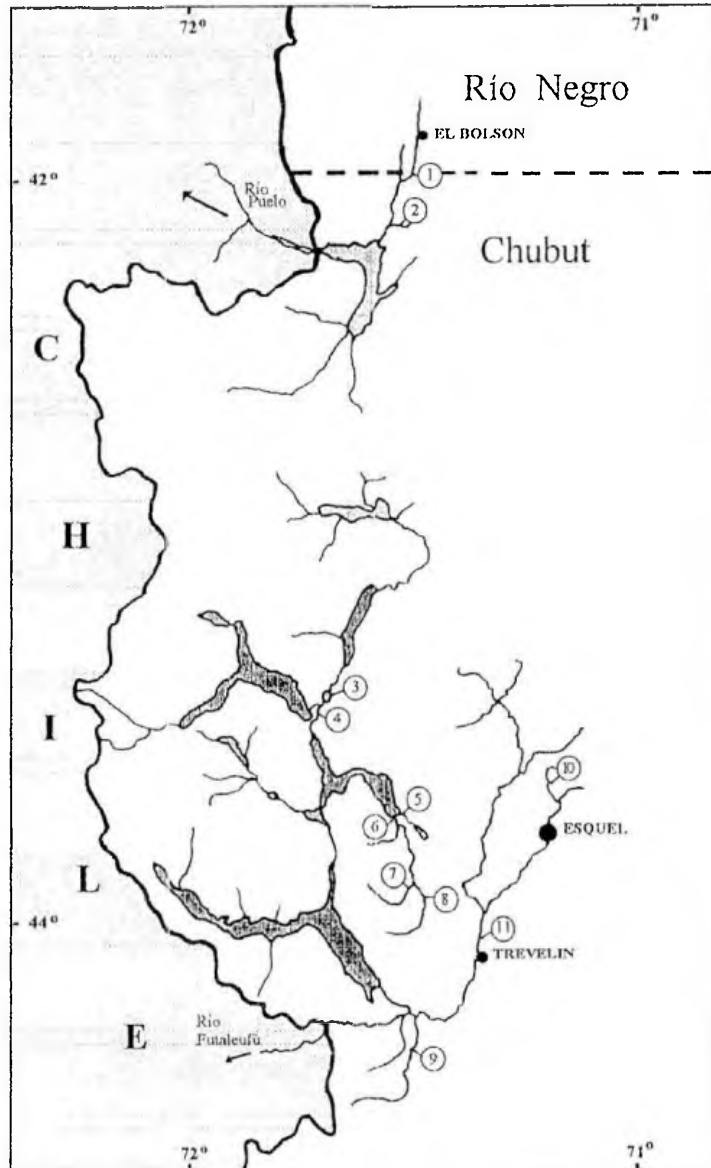 72°
71°
Río Negro
EL BOLSON
1
42°
Río
Puelo
2
Chubut
C
H
3
I
4
10
5
ESQUEL
6
L
7
8
44°
11
TREVELIN
E
Río
Futaleufú
9
72°
71°